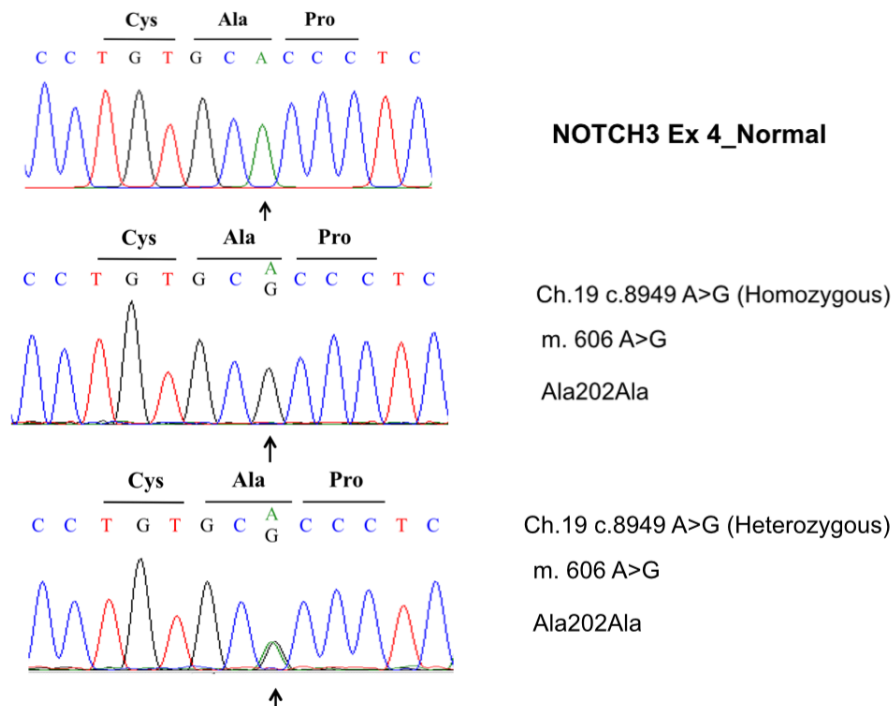 Cys Ala Pro
C C T G T G C A C C C T C
NOTCH3 Ex 4_Normal
Cys Ala Pro
A
C C T G T G C G C C C T C
Ch.19 c.8949 A>G (Homozygous)
m. 606 A>G
Ala202Ala
Cys Ala Pro
A
C C T G T G C G C C C T C
Ch.19 c.8949 A>G (Heterozygous)
m. 606 A>G
Ala202Ala